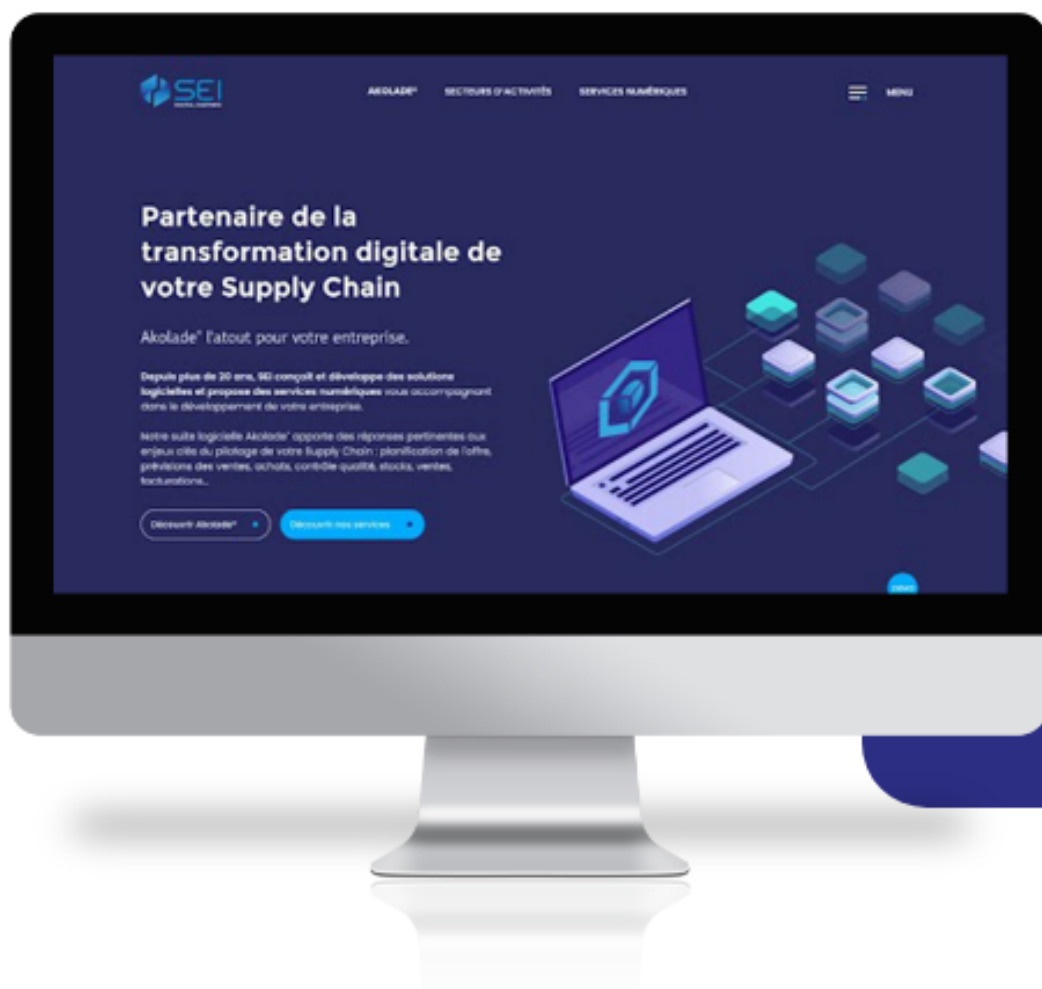 SEI
AKOLADE®
SECTEURS D'ACTIVITÉS
SERVICES NUMÉRIQUES
MENU
Partenaire de la
transformation digitale de
votre Supply Chain
Akolade® l'atout pour votre entreprise.
Depuis plus de 20 ans, SEI conçoit et développe des solutions
logicielles et propose des services numériques vous accompagnant
dans le développement de votre entreprise.
Notre suite logicielle Akolade® apporte des réponses pertinentes aux
enjeux clés du pilotage de votre Supply Chain : planification de l'offre,
prévisions des ventes, achats, contrôle qualité, stocks, ventes,
facturations...
Découvrir Akolade®
Découvrir nos services